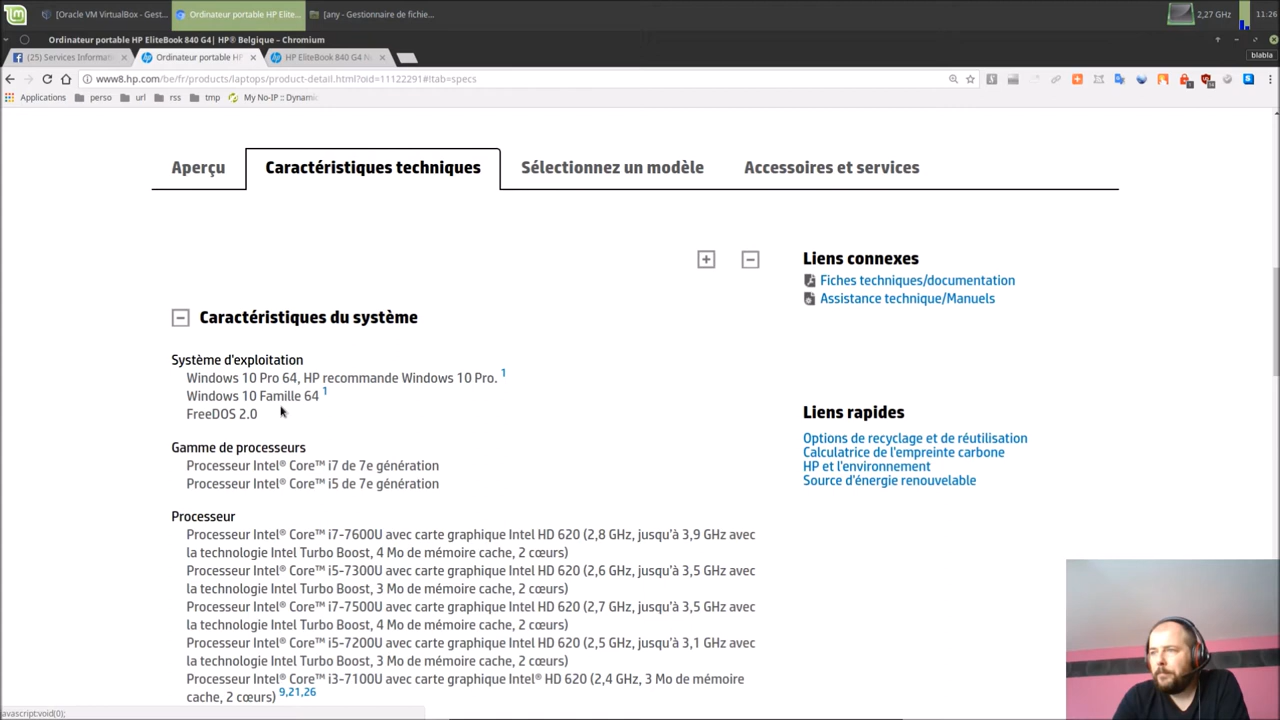 [Oracle VM VirtualBox - Gest...
Ordinateur portable HP Elite...
[any - Gestionnaire de fichie...
2,27 GHz
11:26
Ordinateur portable HP EliteBook 840 G4| HP® Belgique - Chromium
(25) Services Informati
Ordinateur portable HP
HP EliteBook 840 G4 N
blabla
www8.hp.com/be/fr/products/laptops/product-detail.html?oid=11122291#!tab=specs
Applications
perso
url
rss
tmp
My No-IP :: Dynami
Aperçu
Caractéristiques techniques
Sélectionnez un modèle
Accessoires et services
Liens connexes
Fiches techniques/documentation
Assistance technique/Manuels
Caractéristiques du système
Système d'exploitation
Windows 10 Pro 64, HP recommande Windows 10 Pro. 1
Windows 10 Famille 64 1
FreeDOS 2.0
Liens rapides
Options de recyclage et de réutilisation
Calculatrice de l'empreinte carbone
HP et l'environnement
Source d'énergie renouvelable
Gamme de processeurs
Processeur Intel® Core™ i7 de 7e génération
Processeur Intel® Core™ i5 de 7e génération
Processeur
Processeur Intel® Core™ i7-7600U avec carte graphique Intel HD 620 (2,8 GHz, jusqu'à 3,9 GHz avec
la technologie Intel Turbo Boost, 4 Mo de mémoire cache, 2 cœurs)
Processeur Intel® Core™ i5-7300U avec carte graphique Intel HD 620 (2,6 GHz, jusqu'à 3,5 GHz avec
la technologie Intel Turbo Boost, 3 Mo de mémoire cache, 2 cœurs)
Processeur Intel® Core™ i7-7500U avec carte graphique Intel HD 620 (2,7 GHz, jusqu'à 3,5 GHz avec
la technologie Intel Turbo Boost, 4 Mo de mémoire cache, 2 cœurs)
Processeur Intel® Core™ i5-7200U avec carte graphique Intel HD 620 (2,5 GHz, jusqu'à 3,1 GHz avec
la technologie Intel Turbo Boost, 3 Mo de mémoire cache, 2 cœurs)
Processeur Intel® Core™ i3-7100U avec carte graphique Intel® HD 620 (2,4 GHz, 3 Mo de mémoire
cache, 2 cœurs) 9,21,26
avascript:void(0);